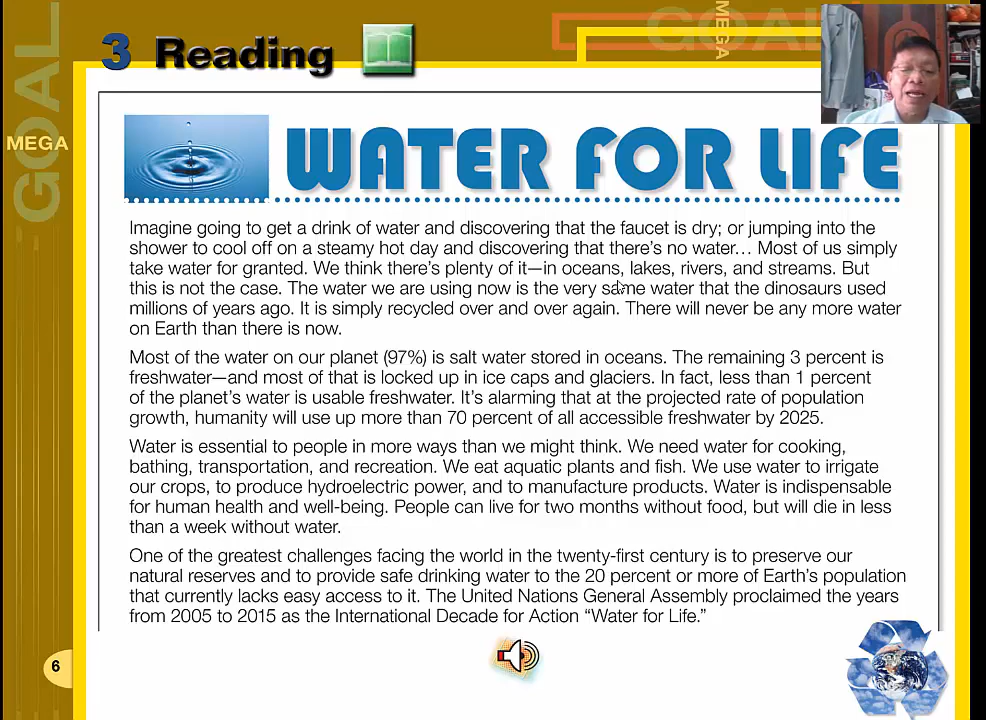 GOAL
MEGA
MEGA
GOAL
3 Reading
WATER FOR LIFE
Imagine going to get a drink of water and discovering that the faucet is dry; or jumping into the
shower to cool off on a steamy hot day and discovering that there's no water… Most of us simply
take water for granted. We think there's plenty of it—in oceans, lakes, rivers, and streams. But
this is not the case. The water we are using now is the very same water that the dinosaurs used
millions of years ago. It is simply recycled over and over again. There will never be any more water
on Earth than there is now.
Most of the water on our planet (97%) is salt water stored in oceans. The remaining 3 percent is
freshwater—and most of that is locked up in ice caps and glaciers. In fact, less than 1 percent
of the planet's water is usable freshwater. It's alarming that at the projected rate of population
growth, humanity will use up more than 70 percent of all accessible freshwater by 2025.
Water is essential to people in more ways than we might think. We need water for cooking,
bathing, transportation, and recreation. We eat aquatic plants and fish. We use water to irrigate
our crops, to produce hydroelectric power, and to manufacture products. Water is indispensable
for human health and well-being. People can live for two months without food, but will die in less
than a week without water.
One of the greatest challenges facing the world in the twenty-first century is to preserve our
natural reserves and to provide safe drinking water to the 20 percent or more of Earth's population
that currently lacks easy access to it. The United Nations General Assembly proclaimed the years
from 2005 to 2015 as the International Decade for Action “Water for Life.”
6